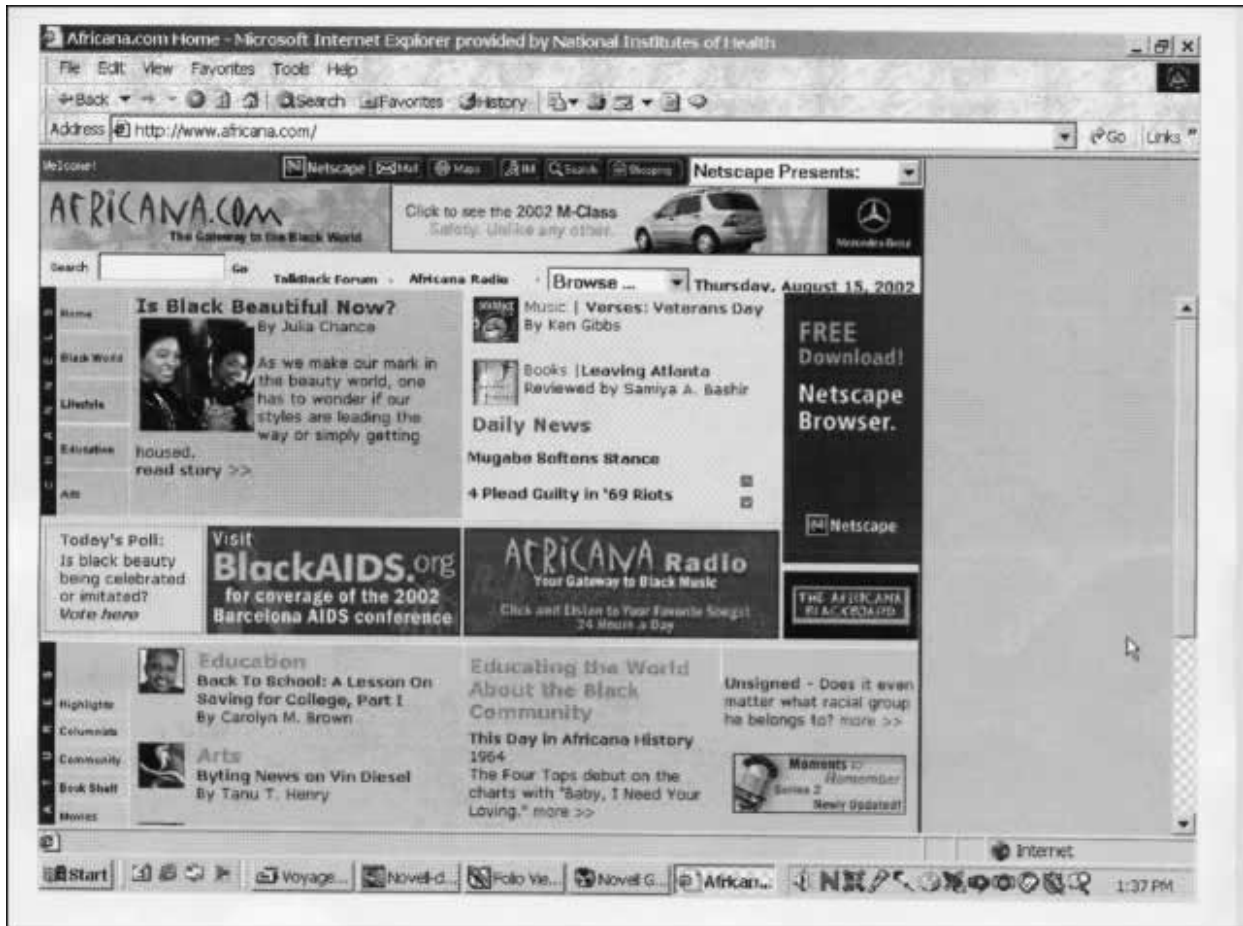 Africana.com Home - Microsoft Internet Explorer provided by National Institutes of Health
File Edit View Favorites Tools Help
Back Search Favorites History
Address http://www.africana.com/ Go Links »
Welcome! Netscape Mail Maps IM Search Shopping Netscape Presents:
AFRICANA.COM
The Gateway to the Black World
Click to see the 2002 M-Class
Safety. Unlike any other.
Mercedes-Benz
Search Go TalkBack Forum Africana Radio Browse ... Thursday, August 15, 2002
CHANNELS
Home
Black World
Lifestyle
Education
Arts
Is Black Beautiful Now?
By Julia Chance
As we make our mark in
the beauty world, one
has to wonder if our
styles are leading the
way or simply getting
housed.
read story >>
Music | Verses: Veterans Day
By Ken Gibbs
Books |Leaving Atlanta
Reviewed by Samiya A. Bashir
Daily News
Mugabe Softens Stance
4 Plead Guilty in '69 Riots
FREE
Download!
Netscape
Browser.
N Netscape
Today's Poll:
Is black beauty
being celebrated
or imitated?
Vote here
Visit
BlackAIDS.org
for coverage of the 2002
Barcelona AIDS conference
AFRICANA Radio
Your Gateway to Black Music
Click and Listen to Your Favorite Songs!
24 Hours a Day
THE AFRICANA
BLACKBOARD
Highlights
Columnists
Community
Book Shelf
Movies
Education
Back To School: A Lesson On
Saving for College, Part I
By Carolyn M. Brown
Arts
Byting News on Vin Diesel
By Tanu T. Henry
Educating the World
About the Black
Community
This Day in Africana History
1964
The Four Tops debut on the
charts with "Baby, I Need Your
Loving." more >>
Unsigned - Does it even
matter what racial group
he belongs to? more >>
Moments to
Remember
Series 2
Newly Updated!
Internet
Start Voyage... Novell-d... Folio Vie... Novell G... African... 1:37 PM